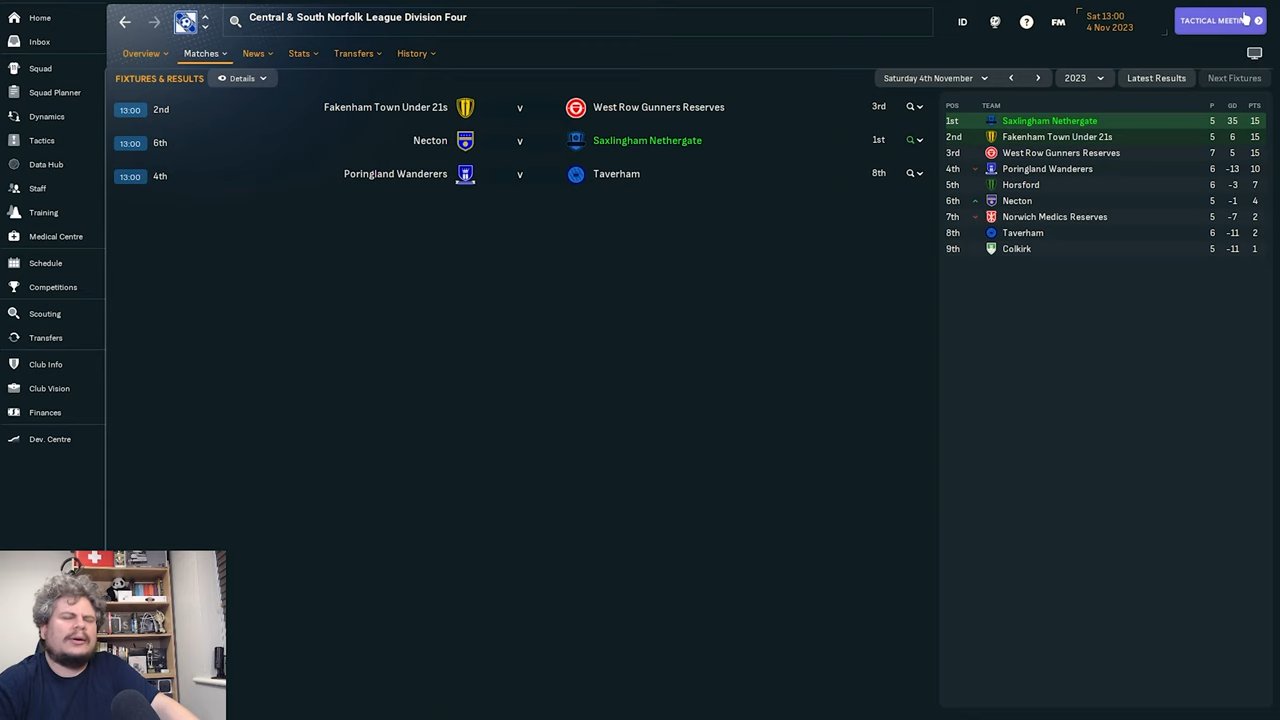 Home
Inbox
Squad
Squad Planner
Dynamics
Tactics
Data Hub
Staff
Training
Medical Centre
Schedule
Competitions
Scouting
Transfers
Club Info
Club Vision
Finances
Dev. Centre
Central & South Norfolk League Division Four
ID
?
FM
Sat 13:00
4 Nov 2023
TACTICAL MEETIN
Overview
Matches
News
Stats
Transfers
History
FIXTURES & RESULTS
Details
Saturday 4th November
2023
Latest Results
Next Fixtures
13:00 2nd Fakenham Town Under 21s v West Row Gunners Reserves 3rd
13:00 6th Necton v Saxlingham Nethergate 1st
13:00 4th Poringland Wanderers v Taverham 8th
POS TEAM P GD PTS
1st Saxlingham Nethergate 5 35 15
2nd Fakenham Town Under 21s 5 6 15
3rd West Row Gunners Reserves 7 5 15
4th Poringland Wanderers 6 -13 10
5th Horsford 6 -3 7
6th Necton 5 -1 4
7th Norwich Medics Reserves 5 -7 2
8th Taverham 6 -11 2
9th Colkirk 5 -11 1